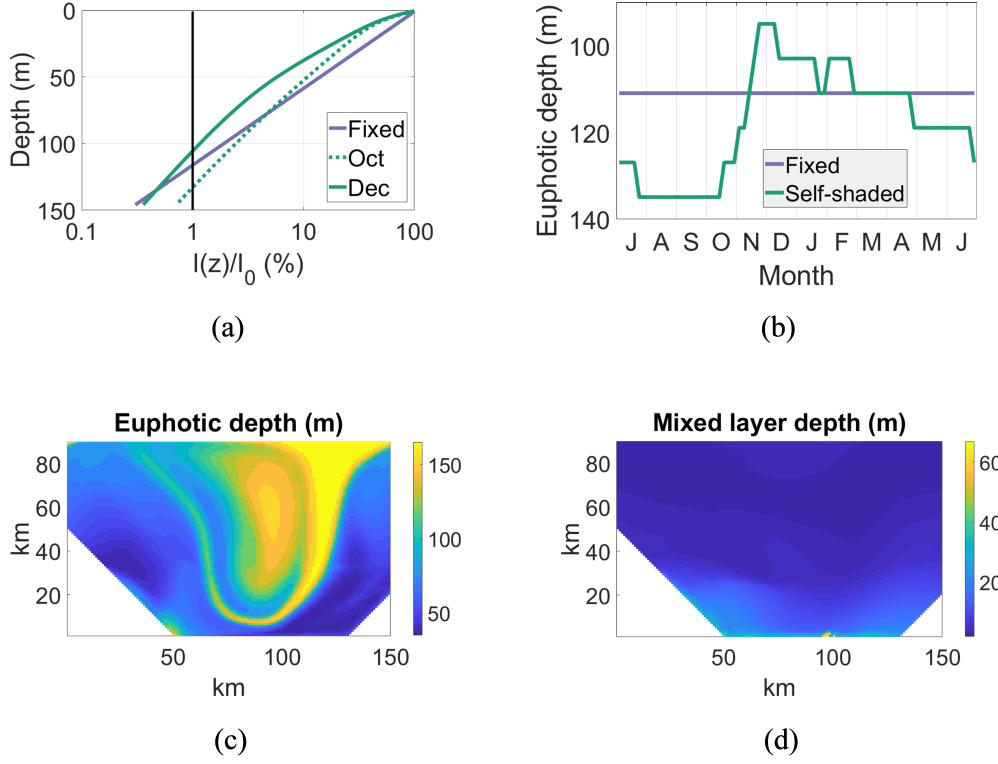 0
50
100
150
Depth (m)
0.1
1
10
100
I(z)/I0 (%)
Fixed
Oct
Dec
(a)
100
120
140
Euphotic depth (m)
J A S O N D J F M A M J
Month
Fixed
Self-shaded
(b)
Euphotic depth (m)
80
60
40
20
km
50
100
150
km
150
100
50
(c)
Mixed layer depth (m)
80
60
40
20
km
50
100
150
km
60
40
20
(d)